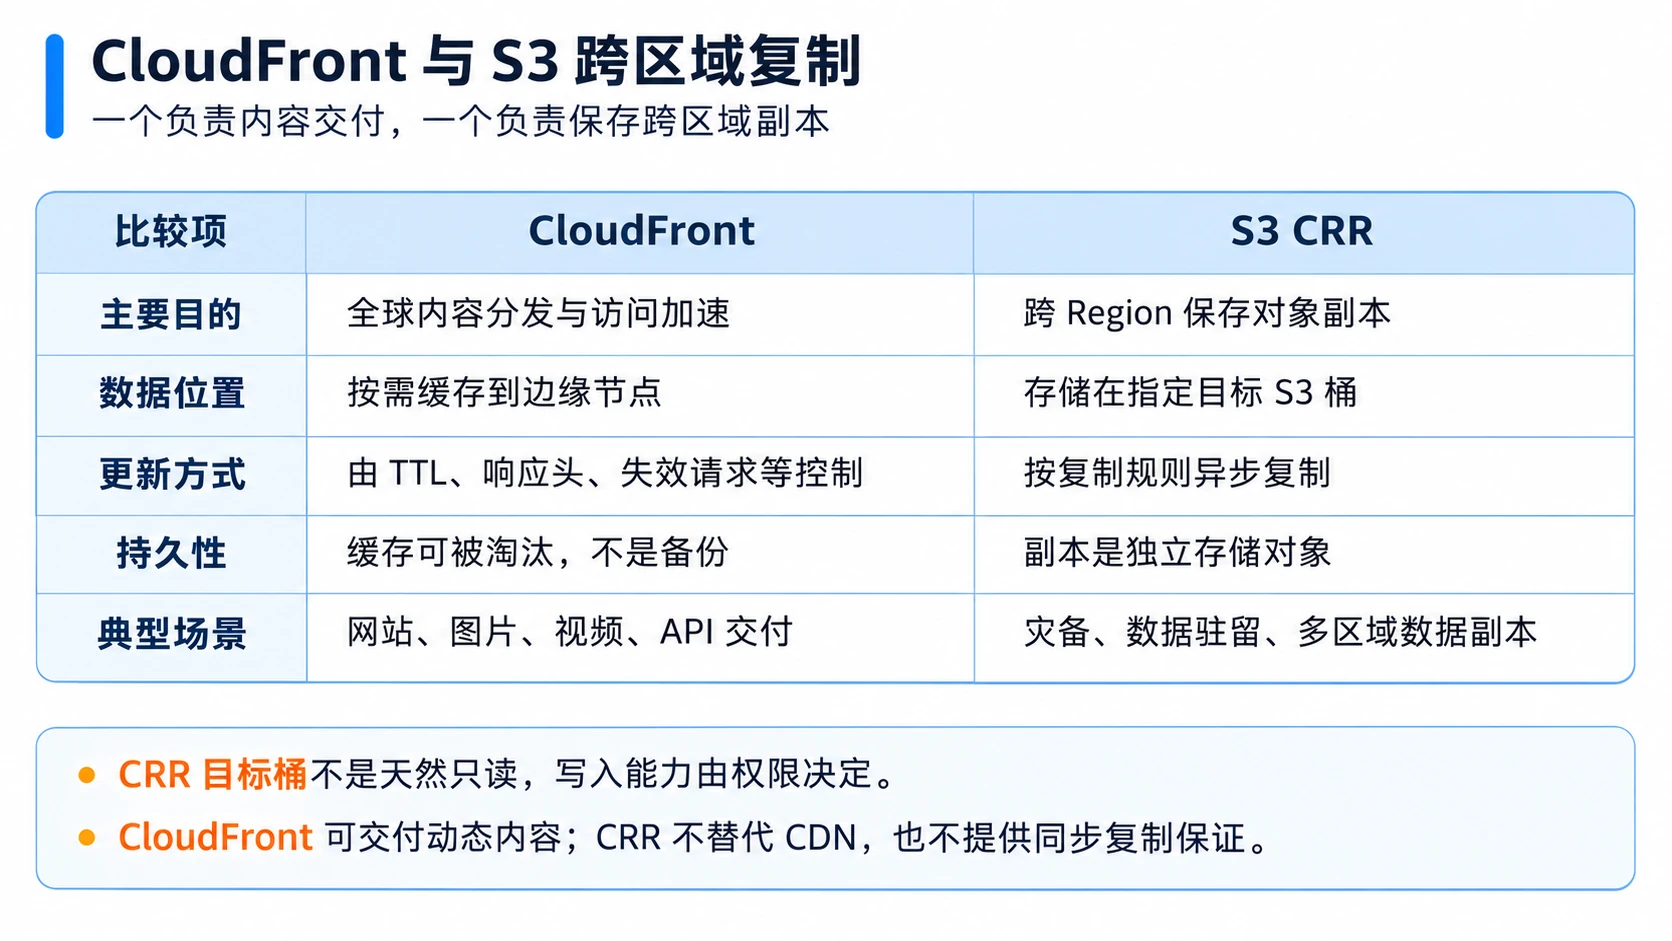 CloudFront 与 S3 跨区域复制
一个负责内容交付，一个负责保存跨区域副本
比较项 CloudFront S3 CRR
主要目的 全球内容分发与访问加速 跨 Region 保存对象副本
数据位置 按需缓存到边缘节点 存储在指定目标 S3 桶
更新方式 由 TTL、响应头、失效请求等控制 按复制规则异步复制
持久性 缓存可被淘汰，不是备份 副本是独立存储对象
典型场景 网站、图片、视频、API 交付 灾备、数据驻留、多区域数据副本
CRR 目标桶不是天然只读，写入能力由权限决定。
CloudFront 可交付动态内容；CRR 不替代 CDN，也不提供同步复制保证。